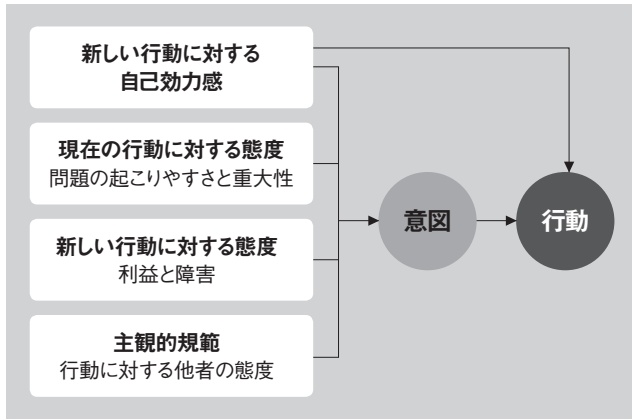 新しい行動に対する
自己効力感
現在の行動に対する態度
問題の起こりやすさと重大性
新しい行動に対する態度
利益と障害
主観的規範
行動に対する他者の態度
意図
行動